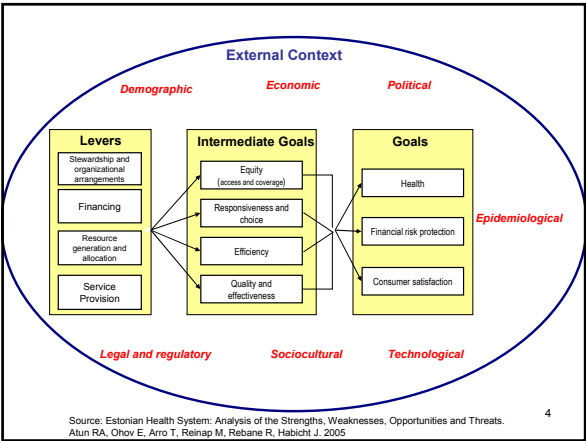 External Context
Demographic
Economic
Political
Levers
Stewardship and
organizational
arrangements
Financing
Resource
generation and
allocation
Service
Provision
Intermediate Goals
Equity
(access and coverage)
Responsiveness and
choice
Efficiency
Quality and
effectiveness
Goals
Health
Financial risk protection
Consumer satisfaction
Epidemiological
Legal and regulatory
Sociocultural
Technological
Source: Estonian Health System: Analysis of the Strengths, Weaknesses, Opportunities and Threats.
Atun RA, Ohov E, Arro T, Reinap M, Rebane R, Habicht J. 2005
4